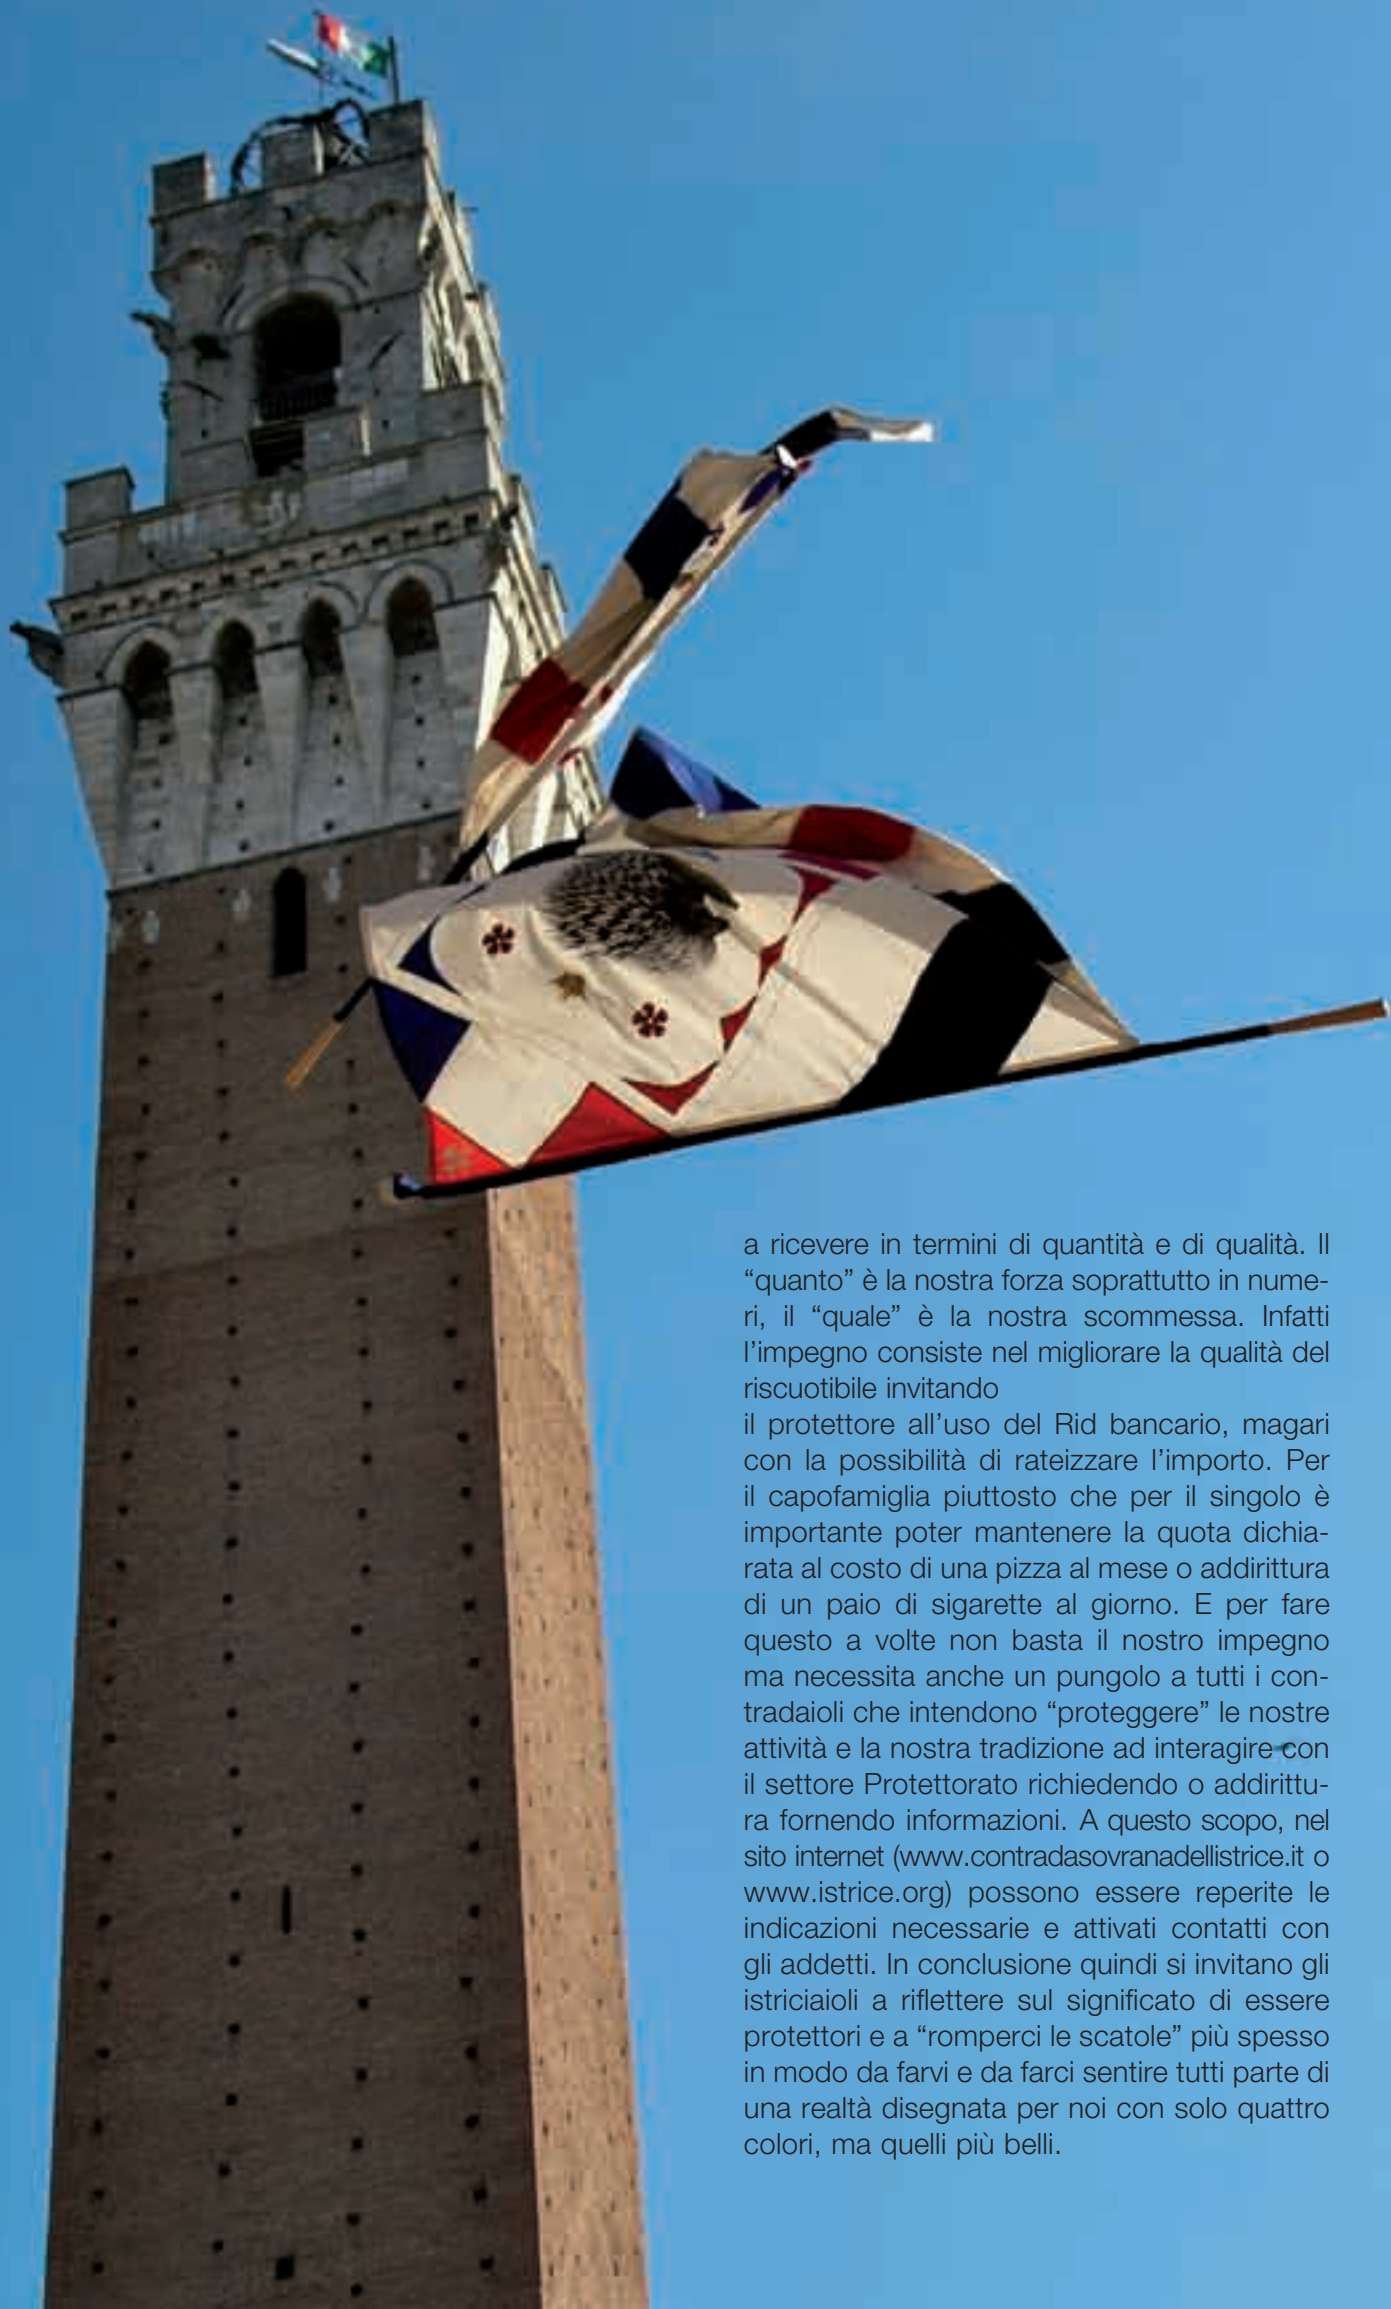 a ricevere in termini di quantità e di qualità. Il
“quanto” è la nostra forza soprattutto in nume-
ri, il “quale” è la nostra scommessa. Infatti
l’impegno consiste nel migliorare la qualità del
riscuotibile invitando
il protettore all’uso del Rid bancario, magari
con la possibilità di rateizzare l’importo. Per
il capofamiglia piuttosto che per il singolo è
importante poter mantenere la quota dichia-
rata al costo di una pizza al mese o addirittura
di un paio di sigarette al giorno. E per fare
questo a volte non basta il nostro impegno
ma necessita anche un pungolo a tutti i con-
tradaioli che intendono “proteggere” le nostre
attività e la nostra tradizione ad interagire con
il settore Protettorato richiedendo o addirittu-
ra fornendo informazioni. A questo scopo, nel
sito internet (www.contradasovranadellistrice.it o
www.istrice.org) possono essere reperite le
indicazioni necessarie e attivati contatti con
gli addetti. In conclusione quindi si invitano gli
istriciaioli a riflettere sul significato di essere
protettori e a “romperci le scatole” più spesso
in modo da farvi e da farci sentire tutti parte di
una realtà disegnata per noi con solo quattro
colori, ma quelli più belli.